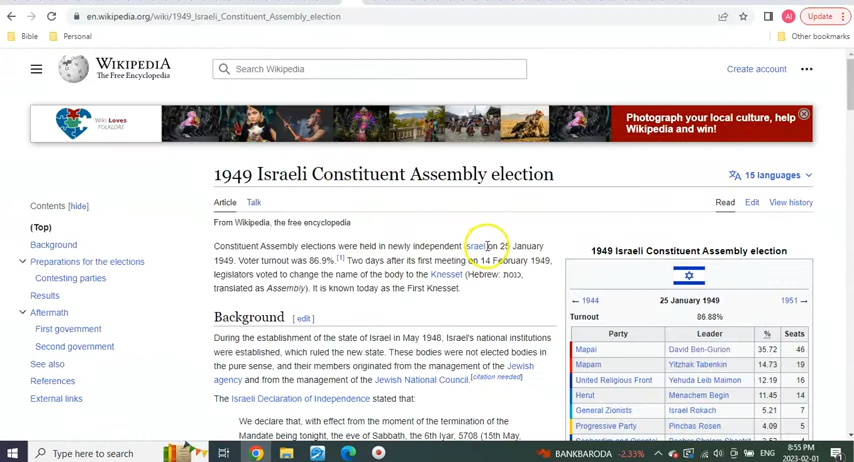 en.wikipedia.org/wiki/1949_Israeli_Constituent_Assembly_election
AI
Update
Bible
Personal
Other bookmarks
WIKIPEDIA
The Free Encyclopedia
Search Wikipedia
Create account
Wiki Loves
FOLKLORE
Photograph your local culture, help
Wikipedia and win!
1949 Israeli Constituent Assembly election
15 languages
Contents [hide]
(Top)
Background
Preparations for the elections
Contesting parties
Results
Aftermath
First government
Second government
See also
References
External links
Article
Talk
Read
Edit
View history
From Wikipedia, the free encyclopedia
Constituent Assembly elections were held in newly independent Israel on 25 January
1949. Voter turnout was 86.9%.[1] Two days after its first meeting on 14 February 1949,
legislators voted to change the name of the body to the Knesset (Hebrew: כנסת,
translated as Assembly). It is known today as the First Knesset.
Background [ edit ]
During the establishment of the state of Israel in May 1948, Israel's national institutions
were established, which ruled the new state. These bodies were not elected bodies in
the pure sense, and their members originated from the management of the Jewish
agency and from the management of the Jewish National Council.[citation needed]
The Israeli Declaration of Independence stated that:
We declare that, with effect from the moment of the termination of the
Mandate being tonight, the eve of Sabbath, the 6th Iyar, 5708 (15th May,
1949 Israeli Constituent Assembly election
← 1944 25 January 1949 1951 →
Turnout 86.88%
Party Leader % Seats
Mapai David Ben-Gurion 35.72 46
Mapam Yitzhak Tabenkin 14.73 19
United Religious Front Yehuda Leib Maimon 12.19 16
Herut Menachem Begin 11.45 14
General Zionists Israel Rokach 5.21 7
Progressive Party Pinchas Rosen 4.09 5
Type here to search
BANKBARODA -2.33%
8:55 PM
2023-02-01